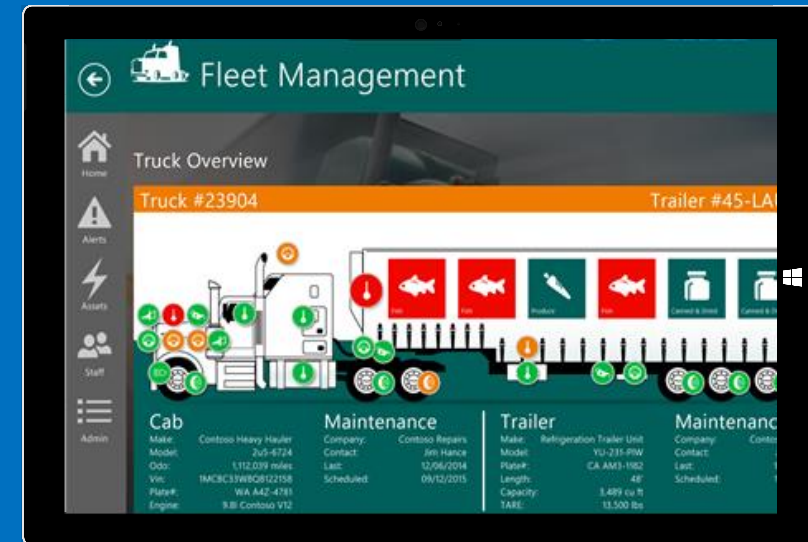 Fleet Management
Home
Truck Overview
Truck #23904
Trailer #45-LAU
Alerts
Assets
Staff
Admin
Fish
Fish
Produce
Fish
Canned & Dried
Cab
Make: Contoso Heavy Hauler
Model: 2u5-6724
Odo: 1,112,039 miles
Vin: 1MCBC33WBQ8122158
Plate#: WA A4Z-4781
Engine: 9.8l Contoso V12
Maintenance
Company: Contoso Repairs
Contact: Jim Hance
Last: 12/06/2014
Scheduled: 09/12/2015
Trailer
Make: Refrigeration Trailer Unit
Model: YU-231-PIW
Plate#: CA AM3-1182
Length: 48'
Capacity: 3,489 cu ft
TARE: 13,500 lbs
Maintenanc
Company:
Contact:
Last:
Scheduled: